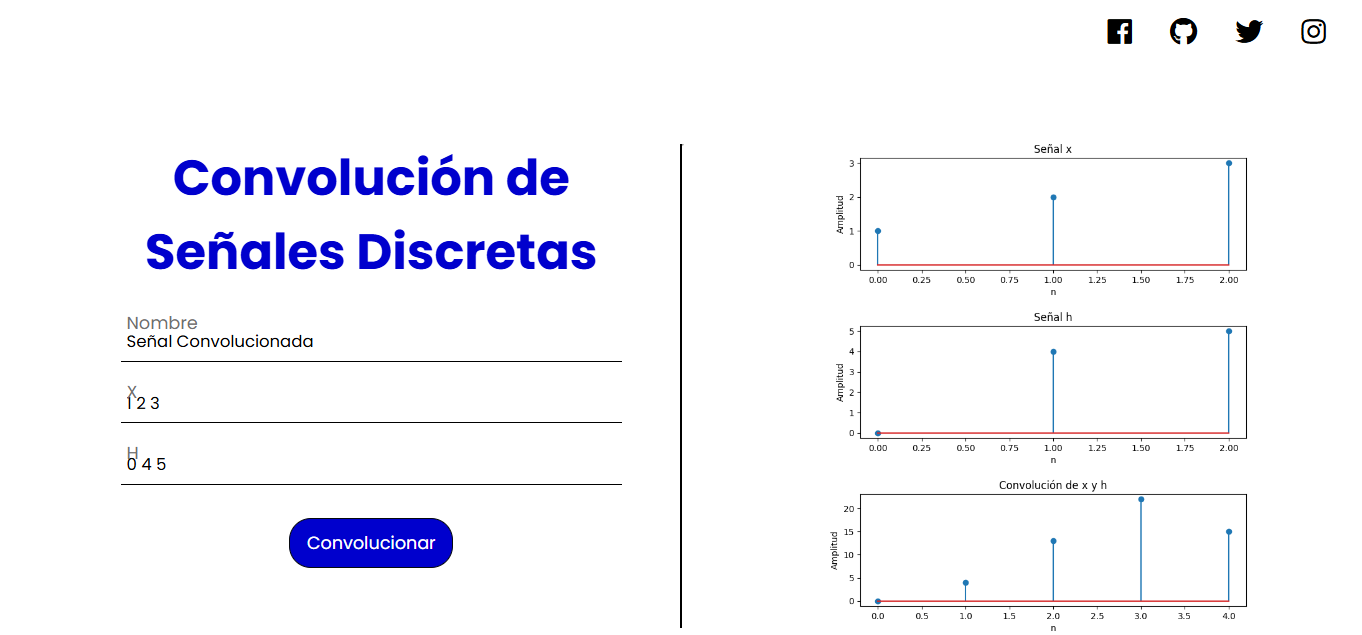 Convolución de
Señales Discretas
Nombre
Señal Convolucionada
X
1 2 3
H
0 4 5
Convolucionar
Señal x
Amplitud
3
2
1
0
0.00 0.25 0.50 0.75 1.00 1.25 1.50 1.75 2.00
n
Señal h
Amplitud
5
4
3
2
1
0
0.00 0.25 0.50 0.75 1.00 1.25 1.50 1.75 2.00
n
Convolución de x y h
Amplitud
20
15
10
5
0
0.0 0.5 1.0 1.5 2.0 2.5 3.0 3.5 4.0
n